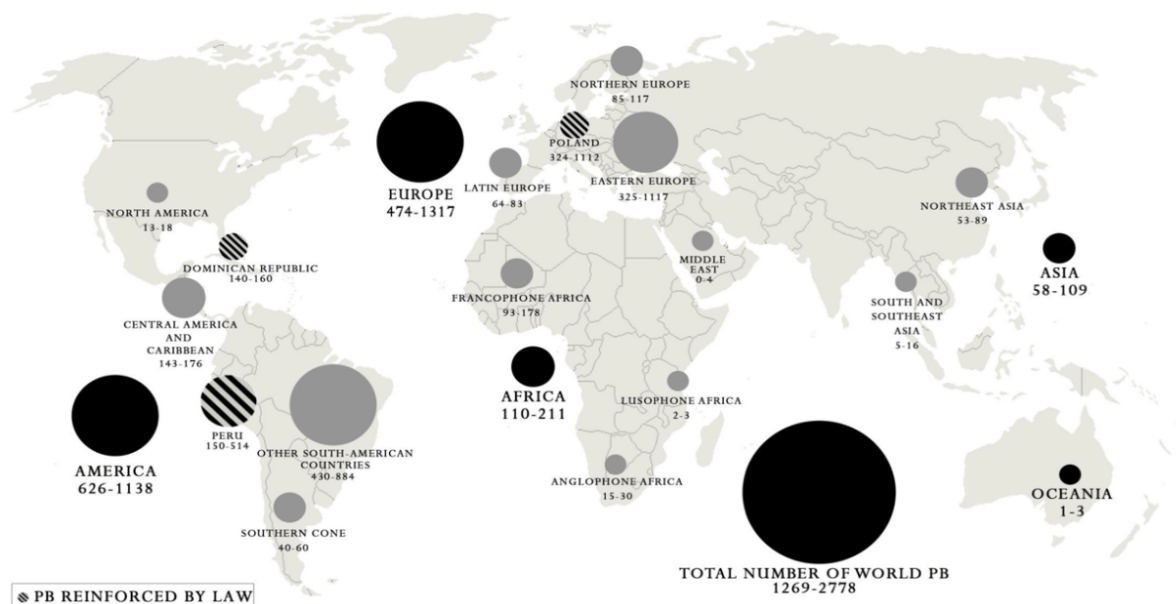 NORTHERN EUROPE
85-117
POLAND
324-1112
EASTERN EUROPE
325-1117
LATIN EUROPE
64-83
EUROPE
474-1317
NORTH AMERICA
13-18
NORTHEAST ASIA
53-89
DOMINICAN REPUBLIC
140-160
MIDDLE
EAST
0-4
ASIA
58-109
FRANCOPHONE AFRICA
93-178
SOUTH AND
SOUTHEAST
ASIA
5-16
CENTRAL AMERICA
AND
CARIBBEAN
143-176
AFRICA
110-211
LUSOPHONE AFRICA
2-3
PERU
150-514
OTHER SOUTH-AMERICAN
COUNTRIES
430-884
AMERICA
626-1138
ANGLOPHONE AFRICA
15-30
OCEANIA
1-3
SOUTHERN CONE
40-60
TOTAL NUMBER OF WORLD PB
1269-2778
PB REINFORCED BY LAW